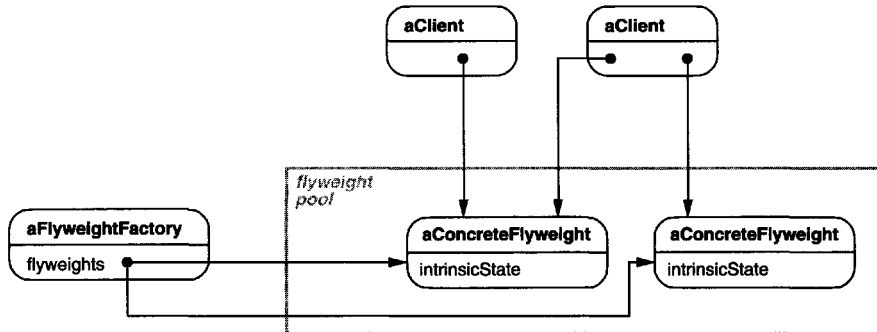 aClient
aClient
flyweight
pool
aFlyweightFactory
flyweights
aConcreteFlyweight
intrinsicState
aConcreteFlyweight
intrinsicState